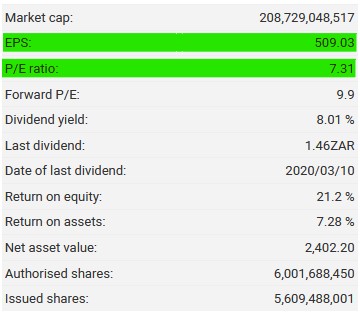 Market cap: 208,729,048,517
EPS: 509.03
P/E ratio: 7.31
Forward P/E: 9.9
Dividend yield: 8.01 %
Last dividend: 1.46ZAR
Date of last dividend: 2020/03/10
Return on equity: 21.2 %
Return on assets: 7.28 %
Net asset value: 2,402.20
Authorised shares: 6,001,688,450
Issued shares: 5,609,488,001